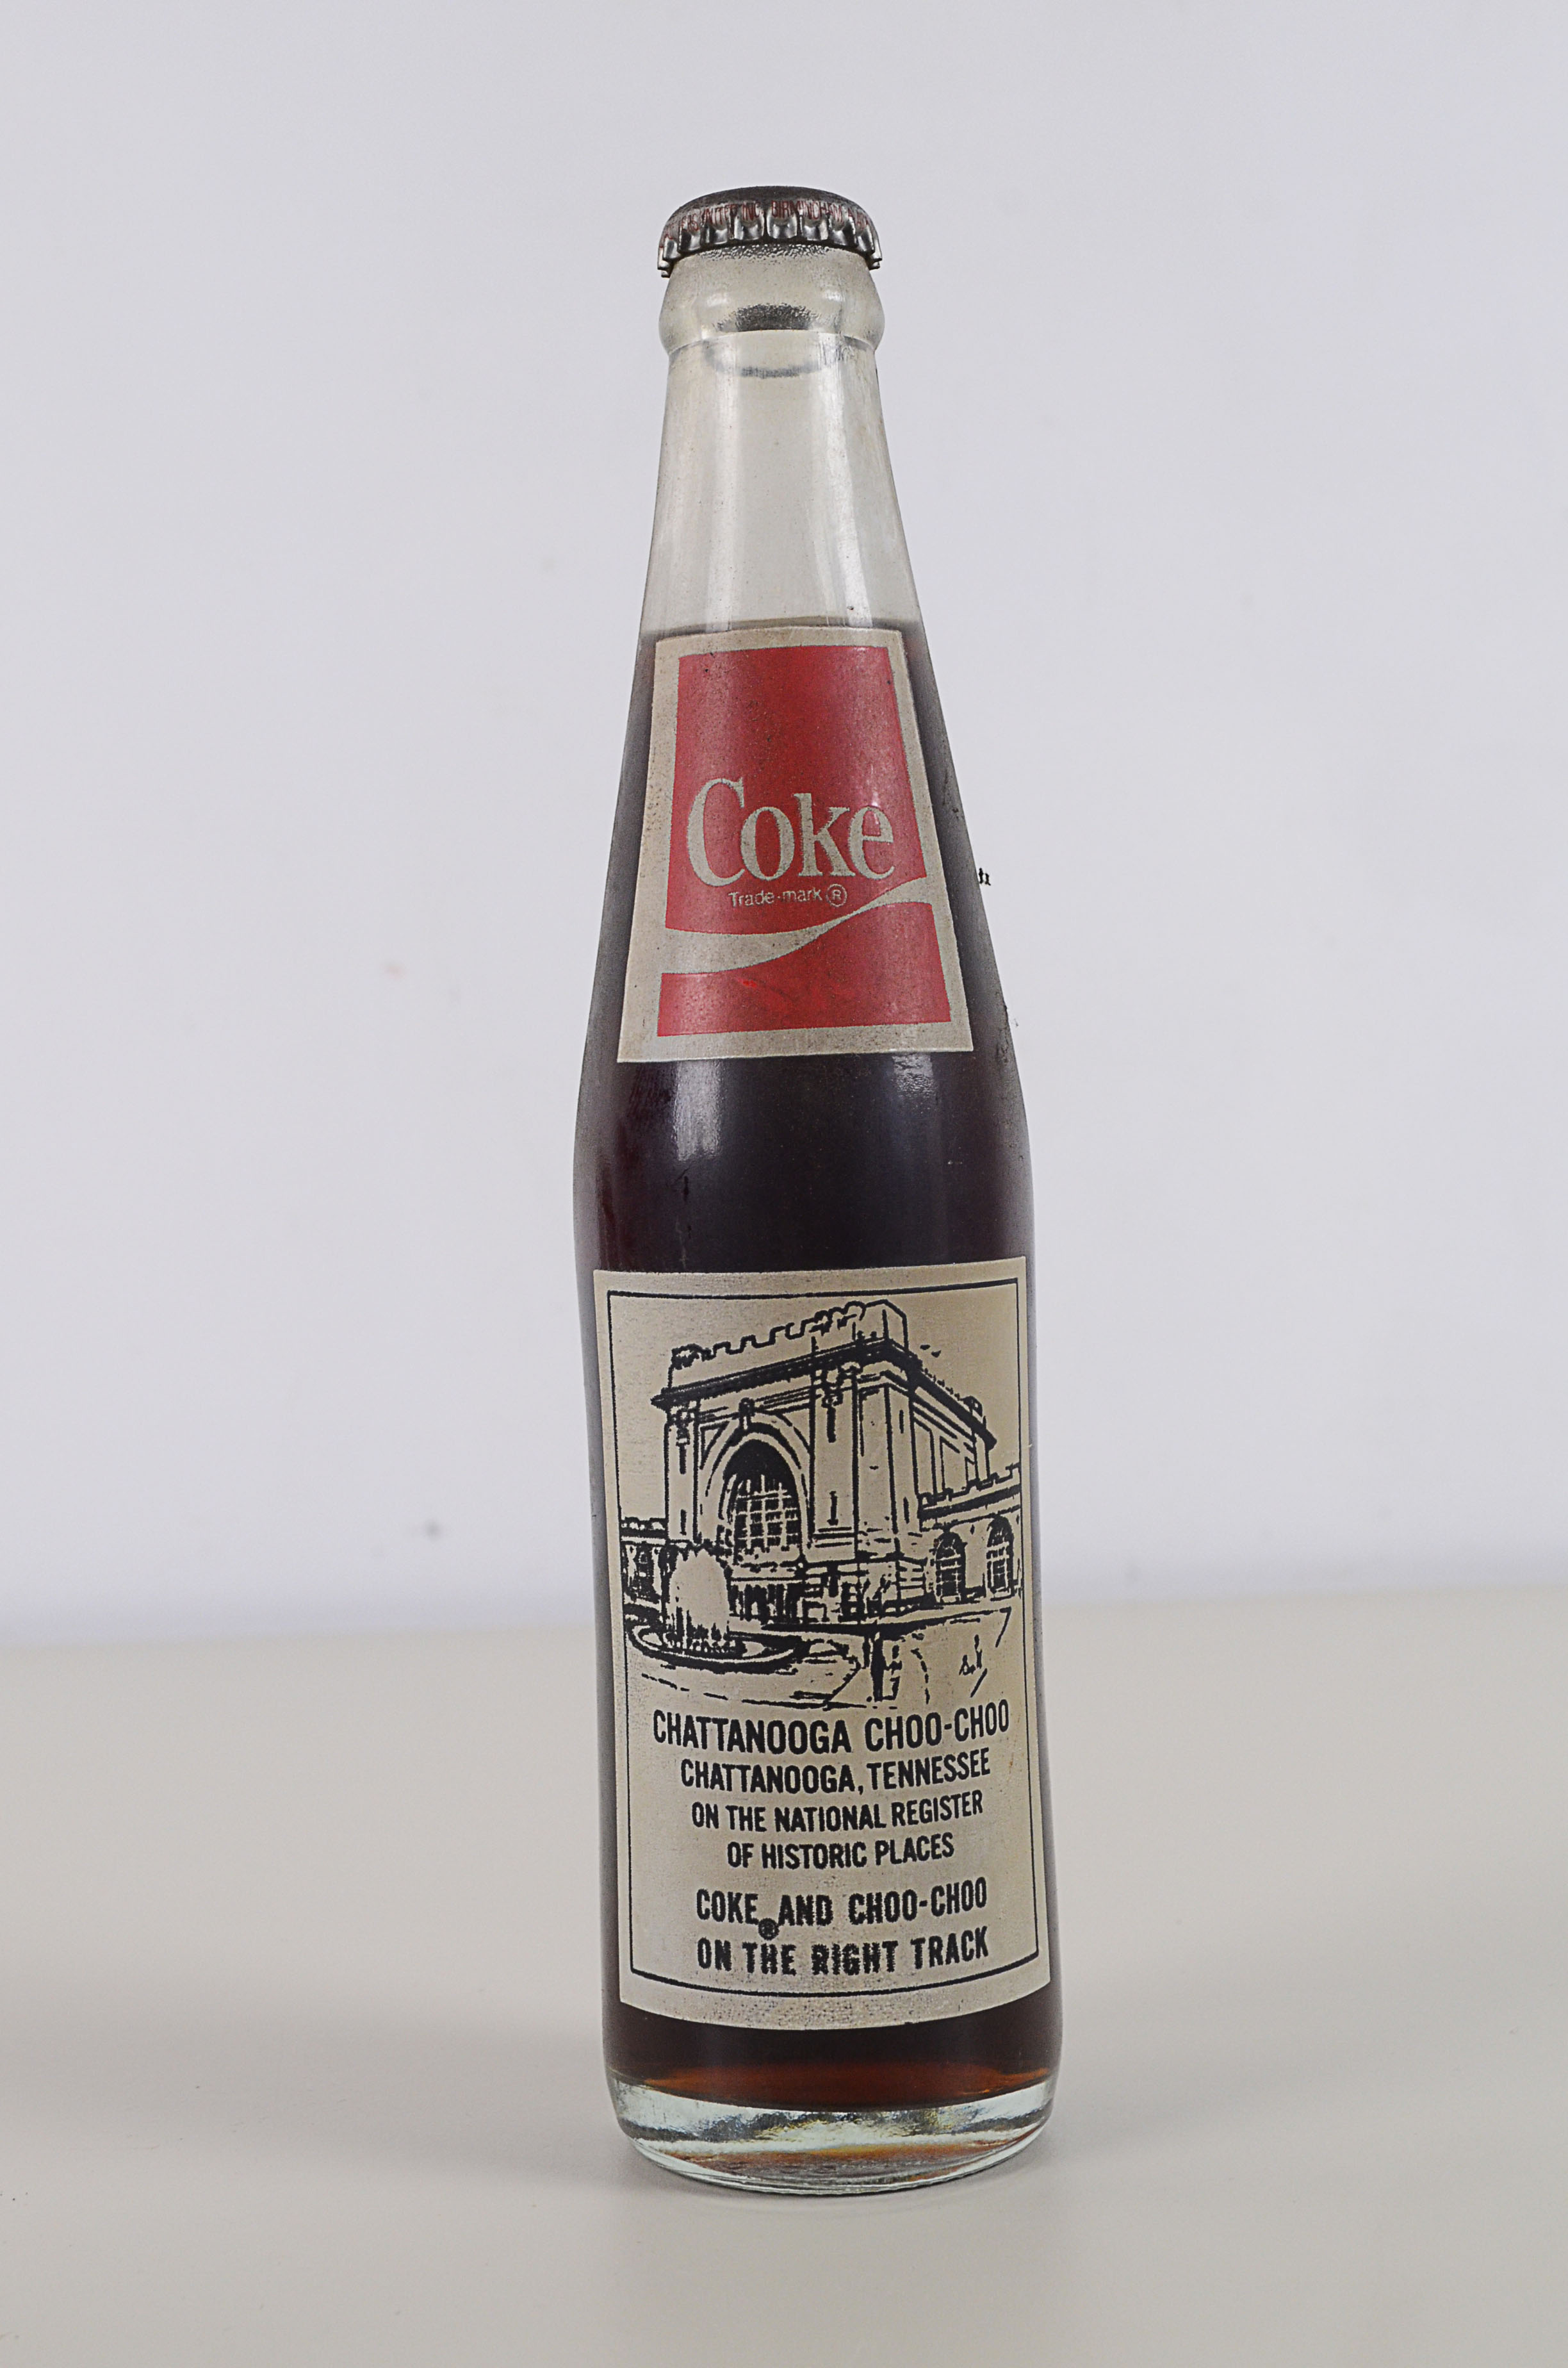 BIRMINGHAM
Coke
Trade-mark ®
CHATTANOOGA CHOO-CHOO
CHATTANOOGA, TENNESSEE
ON THE NATIONAL REGISTER
OF HISTORIC PLACES
COKE® AND CHOO-CHOO
ON THE RIGHT TRACK